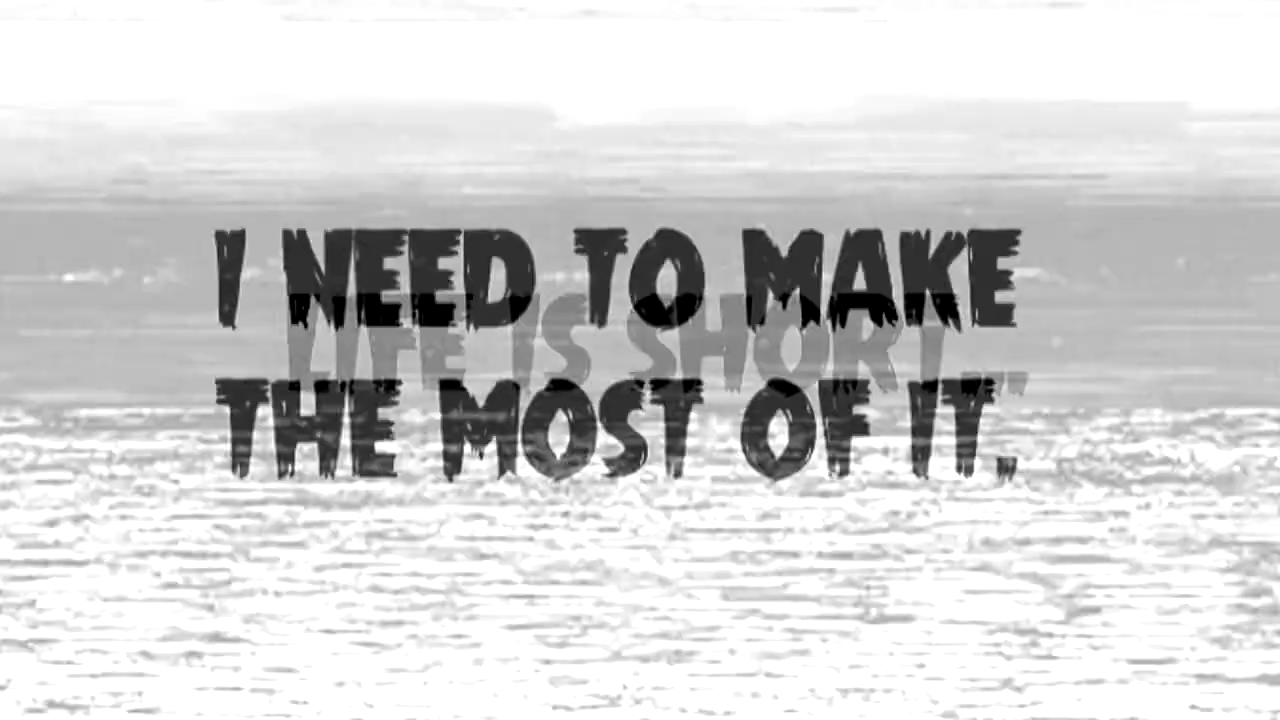 I NEED TO MAKE
LIFE IS SHORT...
THE MOST OF IT.